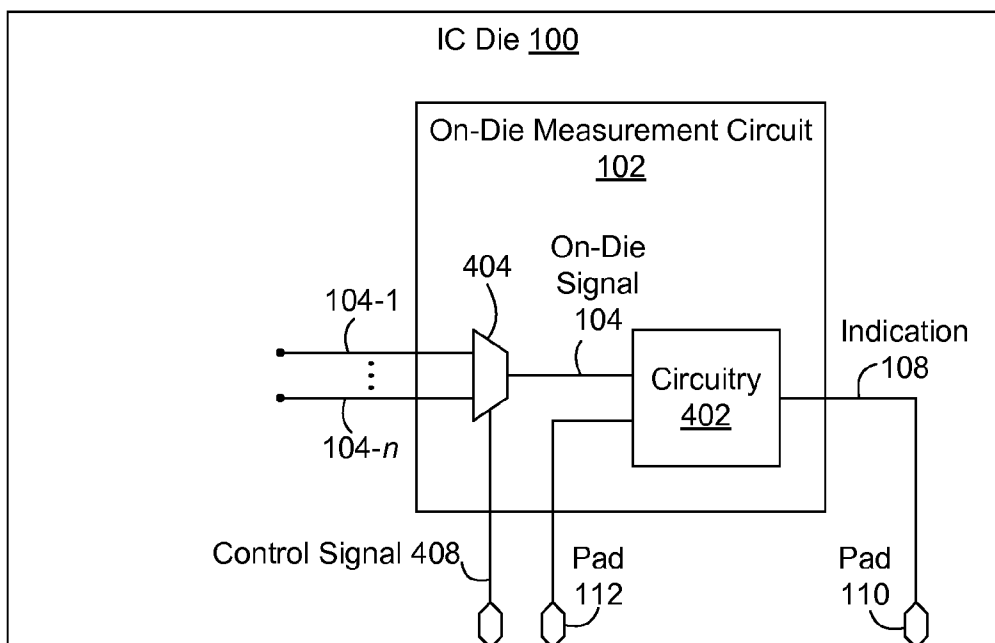 IC Die 100
On-Die Measurement Circuit
102
404
On-Die
Signal
104
104-1
104-n
Circuitry
402
Indication
108
Control Signal 408
Pad
112
Pad
110